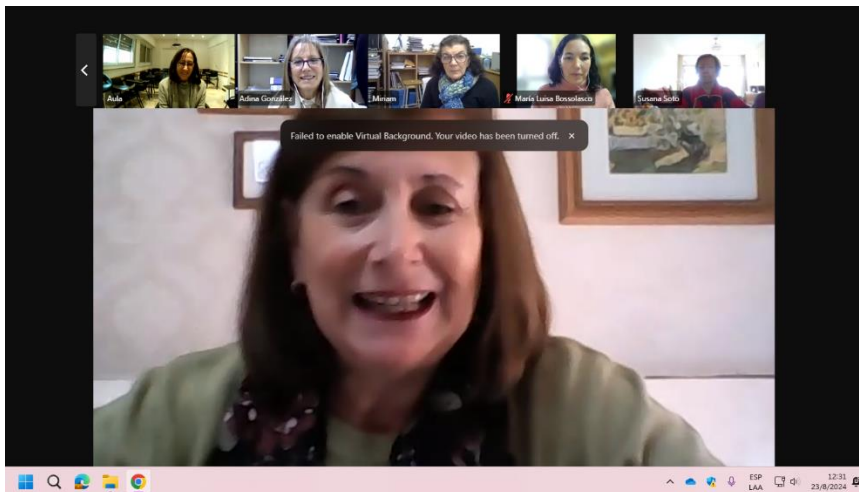 Aula
Adina González
Miriam
María Luisa Bossolasco
Susana Soto
Failed to enable Virtual Background. Your video has been turned off.
ESP
LAA
12:31
23/8/2024